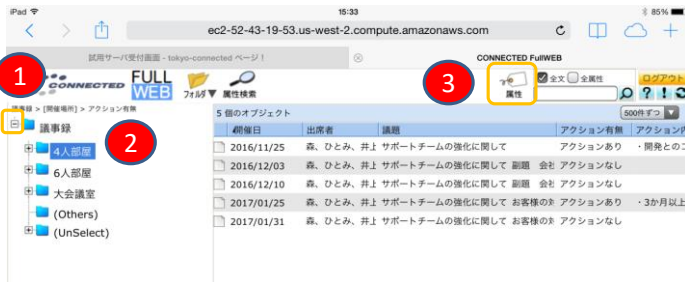 iPad 15:33 85%
ec2-52-43-19-53.us-west-2.compute.amazonaws.com
試用サーバ受付画面 - tokyo-connected ページ! CONNECTED FullWEB
1 CONNECTED FULL WEB フォルダ▼ 属性検索 3 属性 全文 全属性 ログアウト
? !
議事録 > [開催場所] > アクション有無 5 個のオブジェクト 500件ずつ
議事録 開催日 出席者 議題 アクション有無 アクション内
4人部屋 2 2016/11/25 森、ひとみ、井上 サポートチームの強化に関して アクションあり ・開発とのコ
6人部屋 2016/12/03 森、ひとみ、井上 サポートチームの強化に関して 副題 会社 アクションなし
大会議室 2016/12/10 森、ひとみ、井上 サポートチームの強化に関して 副題 会社 アクションなし
(Others) 2017/01/25 森、ひとみ、井上 サポートチームの強化に関して お客様の対 アクションあり ・3か月以上
(UnSelect) 2017/01/31 森、ひとみ、井上 サポートチームの強化に関して お客様の対 アクションなし